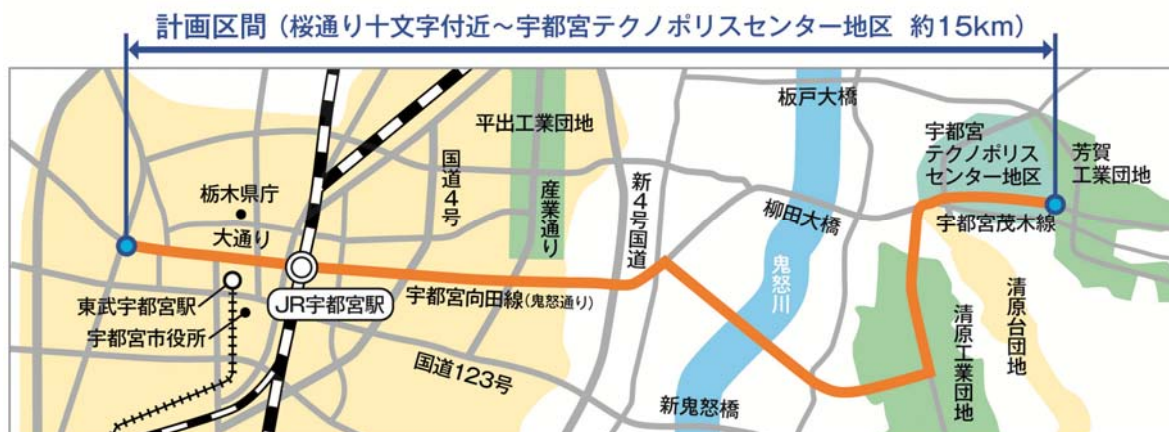 計画区間（桜通り十文字付近～宇都宮テクノポリスセンター地区 約15km）
板戸大橋
平出工業団地
宇都宮
テクノポリス
センター地区
芳賀
工業団地
国道4号
産業通り
新4号国道
栃木県庁
大通り
柳田大橋
宇都宮茂木線
鬼怒川
東武宇都宮駅
JR宇都宮駅
宇都宮向田線(鬼怒通り)
宇都宮市役所
清原工業団地
清原台団地
国道123号
新鬼怒橋